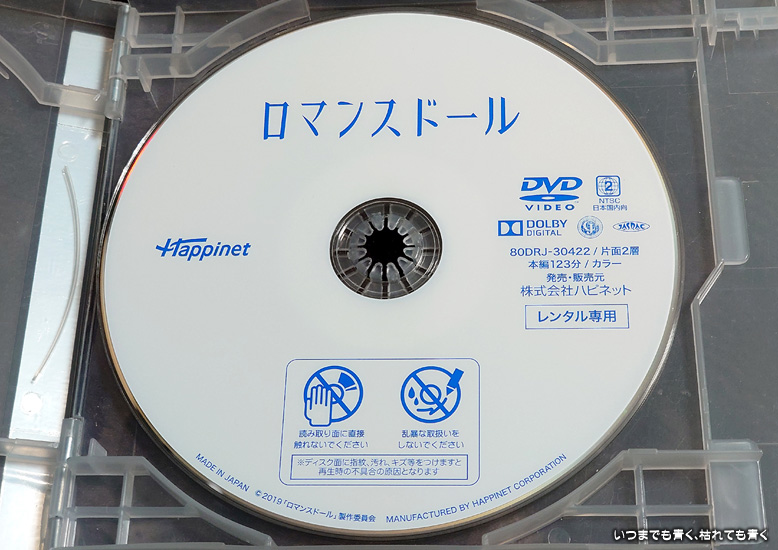 ロマンスドール
DVD
VIDEO
2
NTSC
日本国内向
DOLBY
DIGITAL
JASRAC
Happinet
80DRJ-30422 / 片面2層
本編123分 / カラー
発売・販売元
株式会社ハピネット
レンタル専用
読み取り面に直接
触れないでください
乱暴な取扱いを
しないでください
※ディスク面に指紋、汚れ、キズ等をつけますと
再生時の不具合の原因となります
MADE IN JAPAN ©2019「ロマンスドール」製作委員会 MANUFACTURED BY HAPPINET CORPORATION
いつまでも青く、枯れても青く